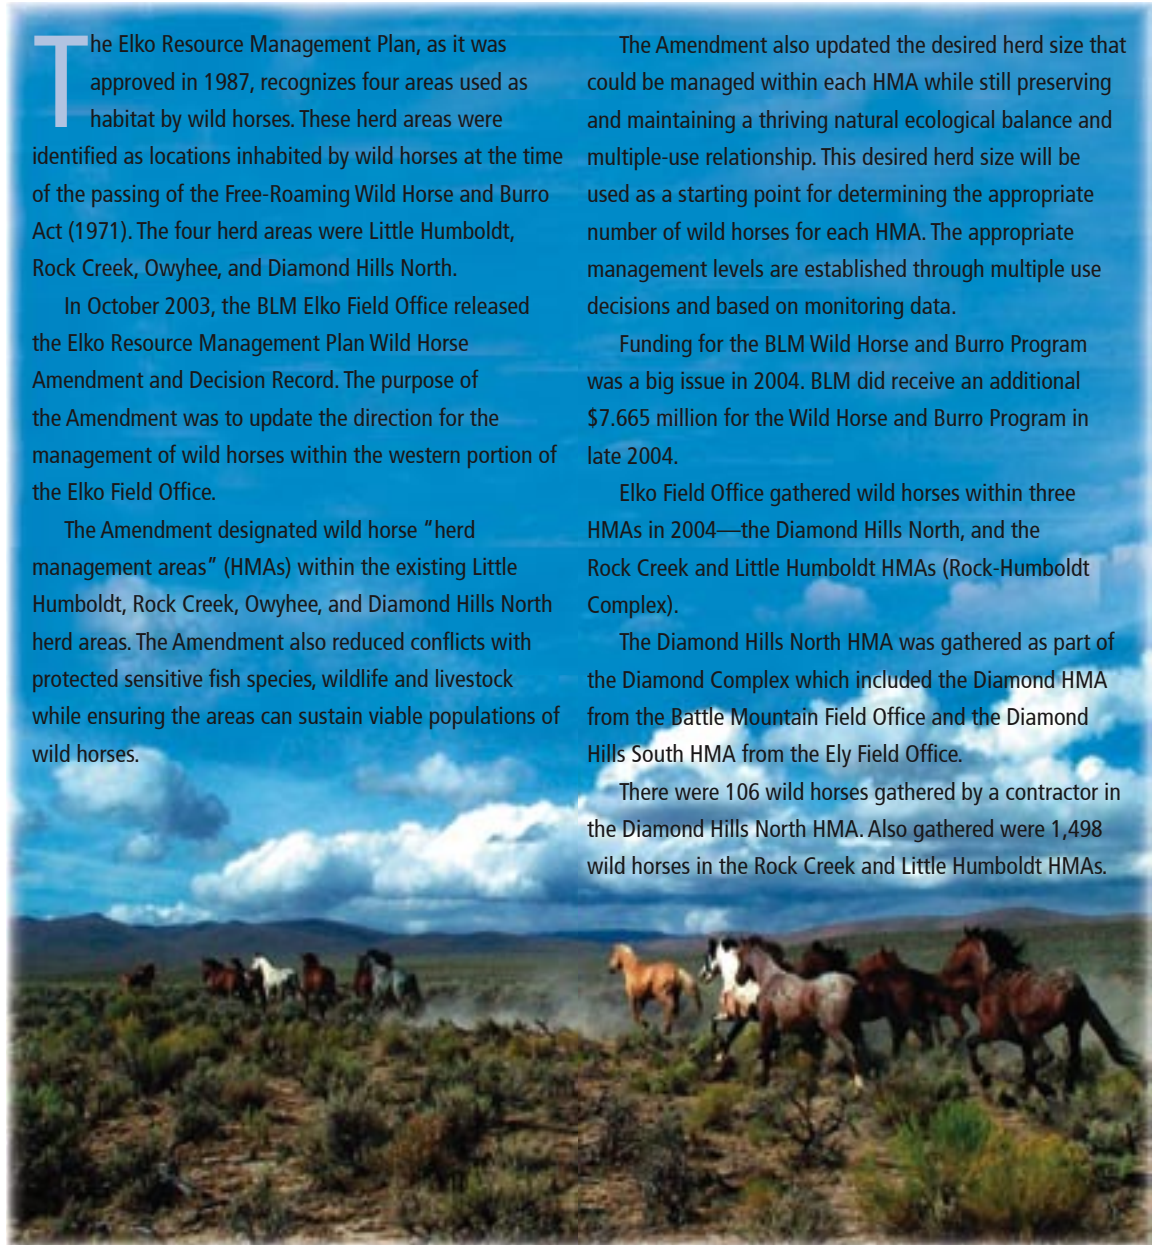 The Elko Resource Management Plan, as it was
approved in 1987, recognizes four areas used as
habitat by wild horses. These herd areas were
identified as locations inhabited by wild horses at the time
of the passing of the Free-Roaming Wild Horse and Burro
Act (1971). The four herd areas were Little Humboldt,
Rock Creek, Owyhee, and Diamond Hills North.
In October 2003, the BLM Elko Field Office released
the Elko Resource Management Plan Wild Horse
Amendment and Decision Record. The purpose of
the Amendment was to update the direction for the
management of wild horses within the western portion of
the Elko Field Office.
The Amendment designated wild horse “herd
management areas” (HMAs) within the existing Little
Humboldt, Rock Creek, Owyhee, and Diamond Hills North
herd areas. The Amendment also reduced conflicts with
protected sensitive fish species, wildlife and livestock
while ensuring the areas can sustain viable populations of
wild horses.
The Amendment also updated the desired herd size that
could be managed within each HMA while still preserving
and maintaining a thriving natural ecological balance and
multiple-use relationship. This desired herd size will be
used as a starting point for determining the appropriate
number of wild horses for each HMA. The appropriate
management levels are established through multiple use
decisions and based on monitoring data.
Funding for the BLM Wild Horse and Burro Program
was a big issue in 2004. BLM did receive an additional
$7.665 million for the Wild Horse and Burro Program in
late 2004.
Elko Field Office gathered wild horses within three
HMAs in 2004—the Diamond Hills North, and the
Rock Creek and Little Humboldt HMAs (Rock-Humboldt
Complex).
The Diamond Hills North HMA was gathered as part of
the Diamond Complex which included the Diamond HMA
from the Battle Mountain Field Office and the Diamond
Hills South HMA from the Ely Field Office.
There were 106 wild horses gathered by a contractor in
the Diamond Hills North HMA. Also gathered were 1,498
wild horses in the Rock Creek and Little Humboldt HMAs.